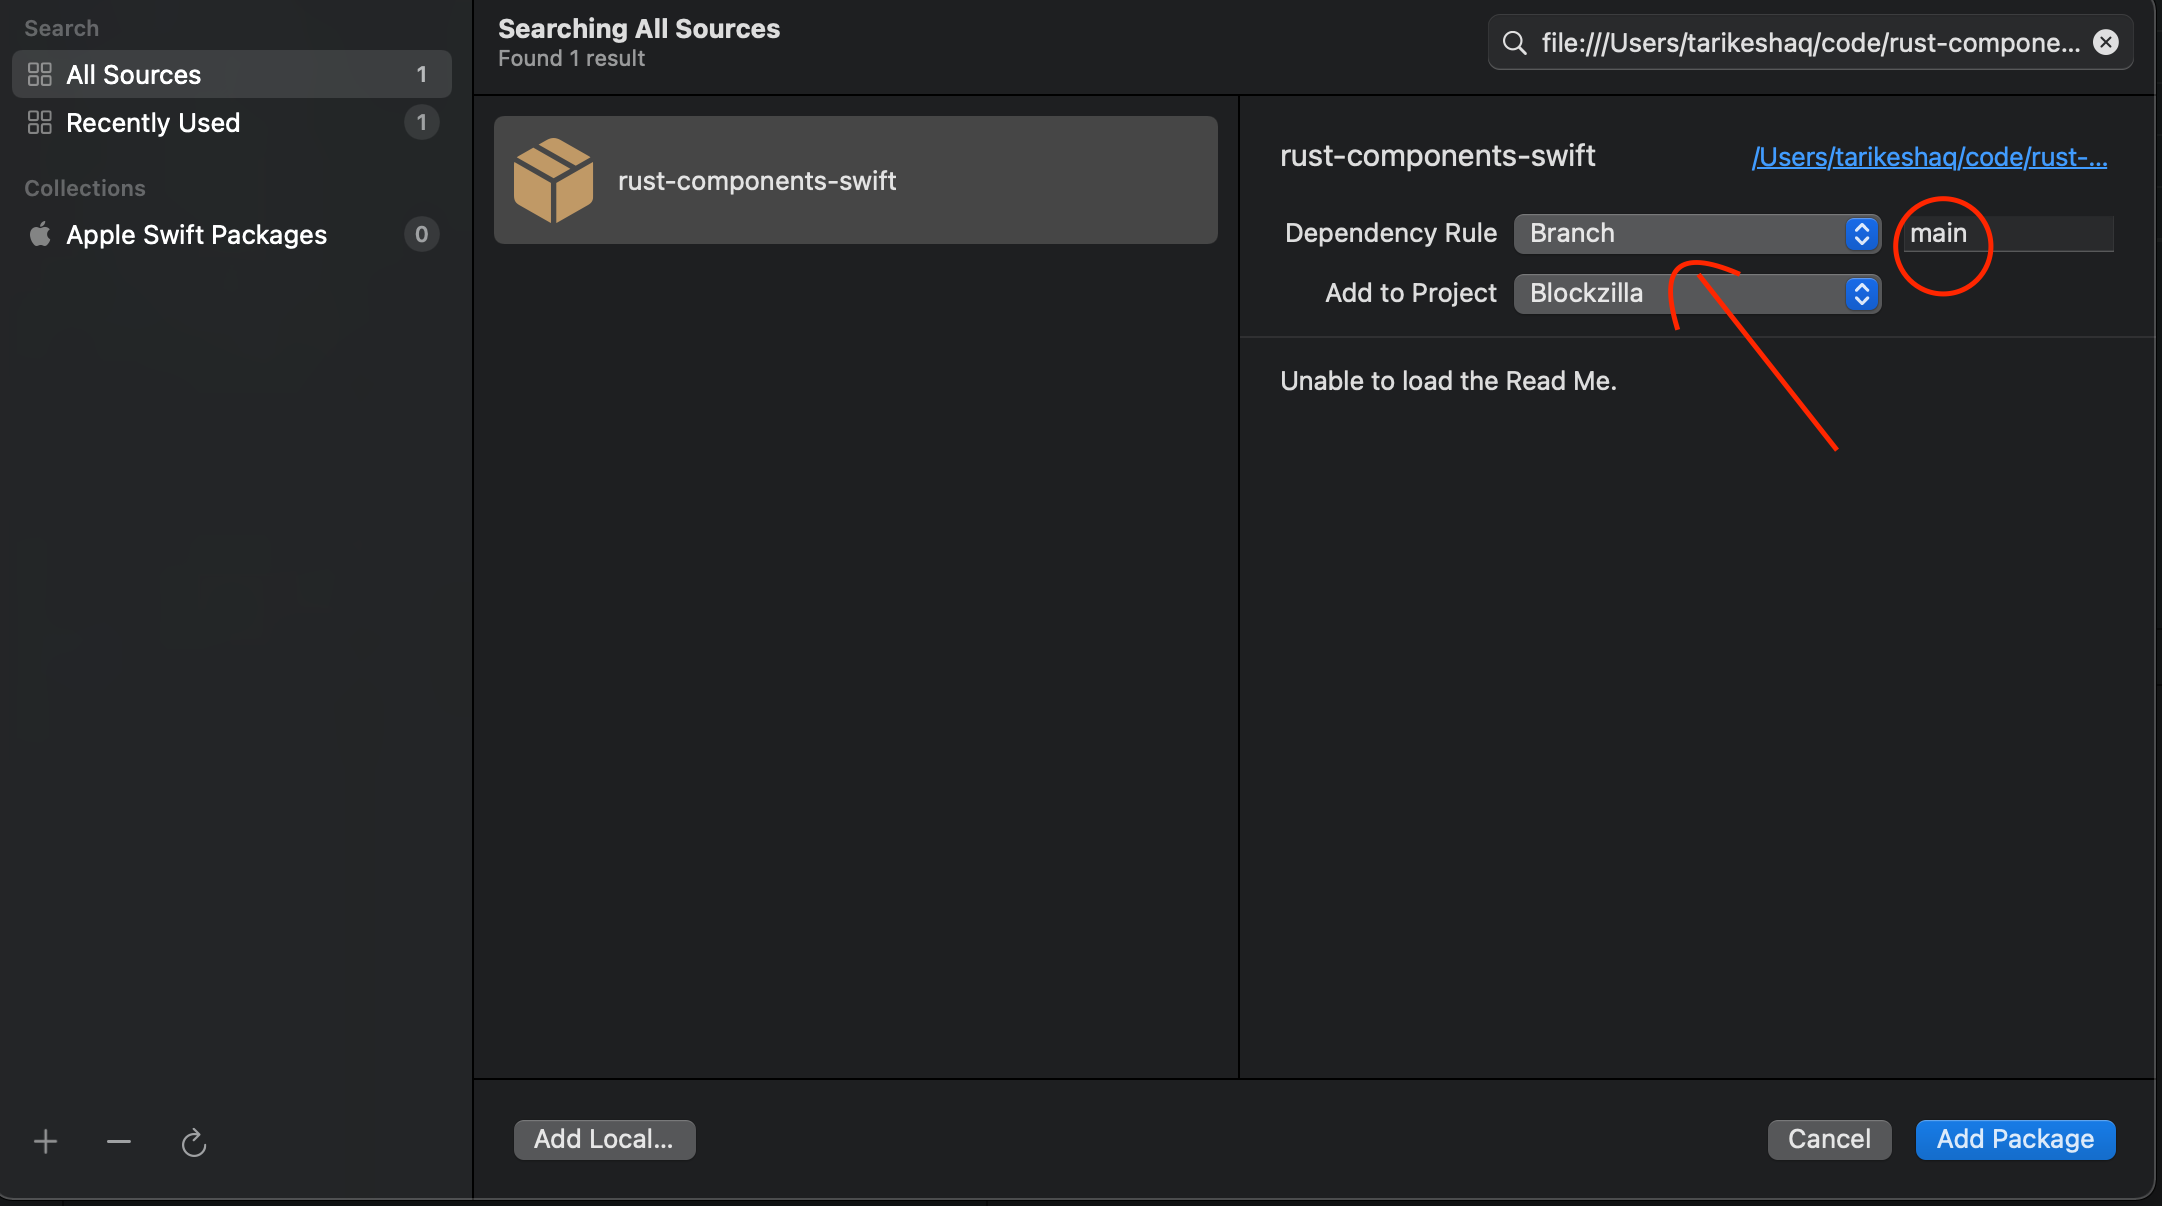 Search
All Sources 1
Recently Used 1
Collections
Apple Swift Packages 0
Searching All Sources
Found 1 result
file:///Users/tarikeshaq/code/rust-compone...
rust-components-swift
rust-components-swift /Users/tarikeshaq/code/rust-...
Dependency Rule Branch main
Add to Project Blockzilla
Unable to load the Read Me.
Add Local...
Cancel Add Package